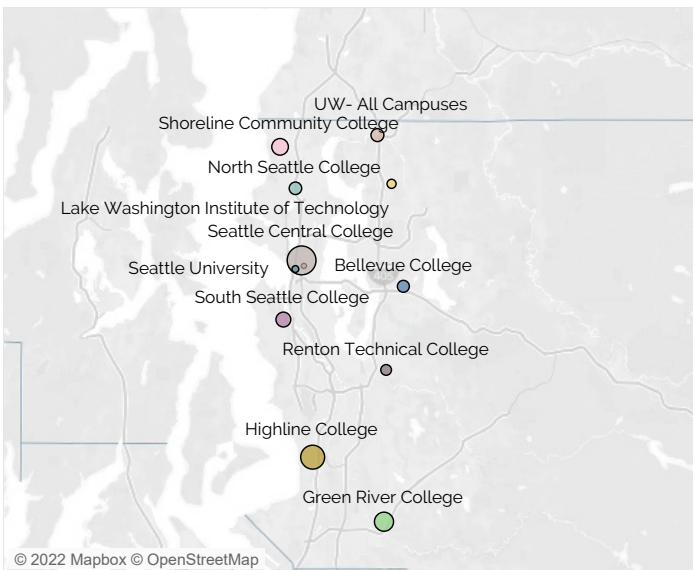 UW- All Campuses
Shoreline Community College
North Seattle College
Lake Washington Institute of Technology
Seattle Central College
Seattle University
Bellevue College
South Seattle College
Renton Technical College
Highline College
Green River College
© 2022 Mapbox © OpenStreetMap